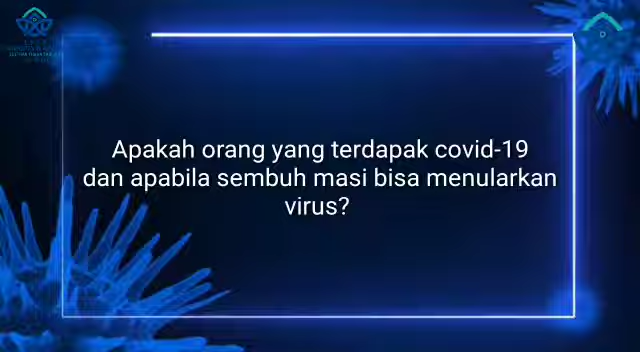 Apakah orang yang terdapak covid-19
dan apabila sembuh masi bisa menularkan
virus?